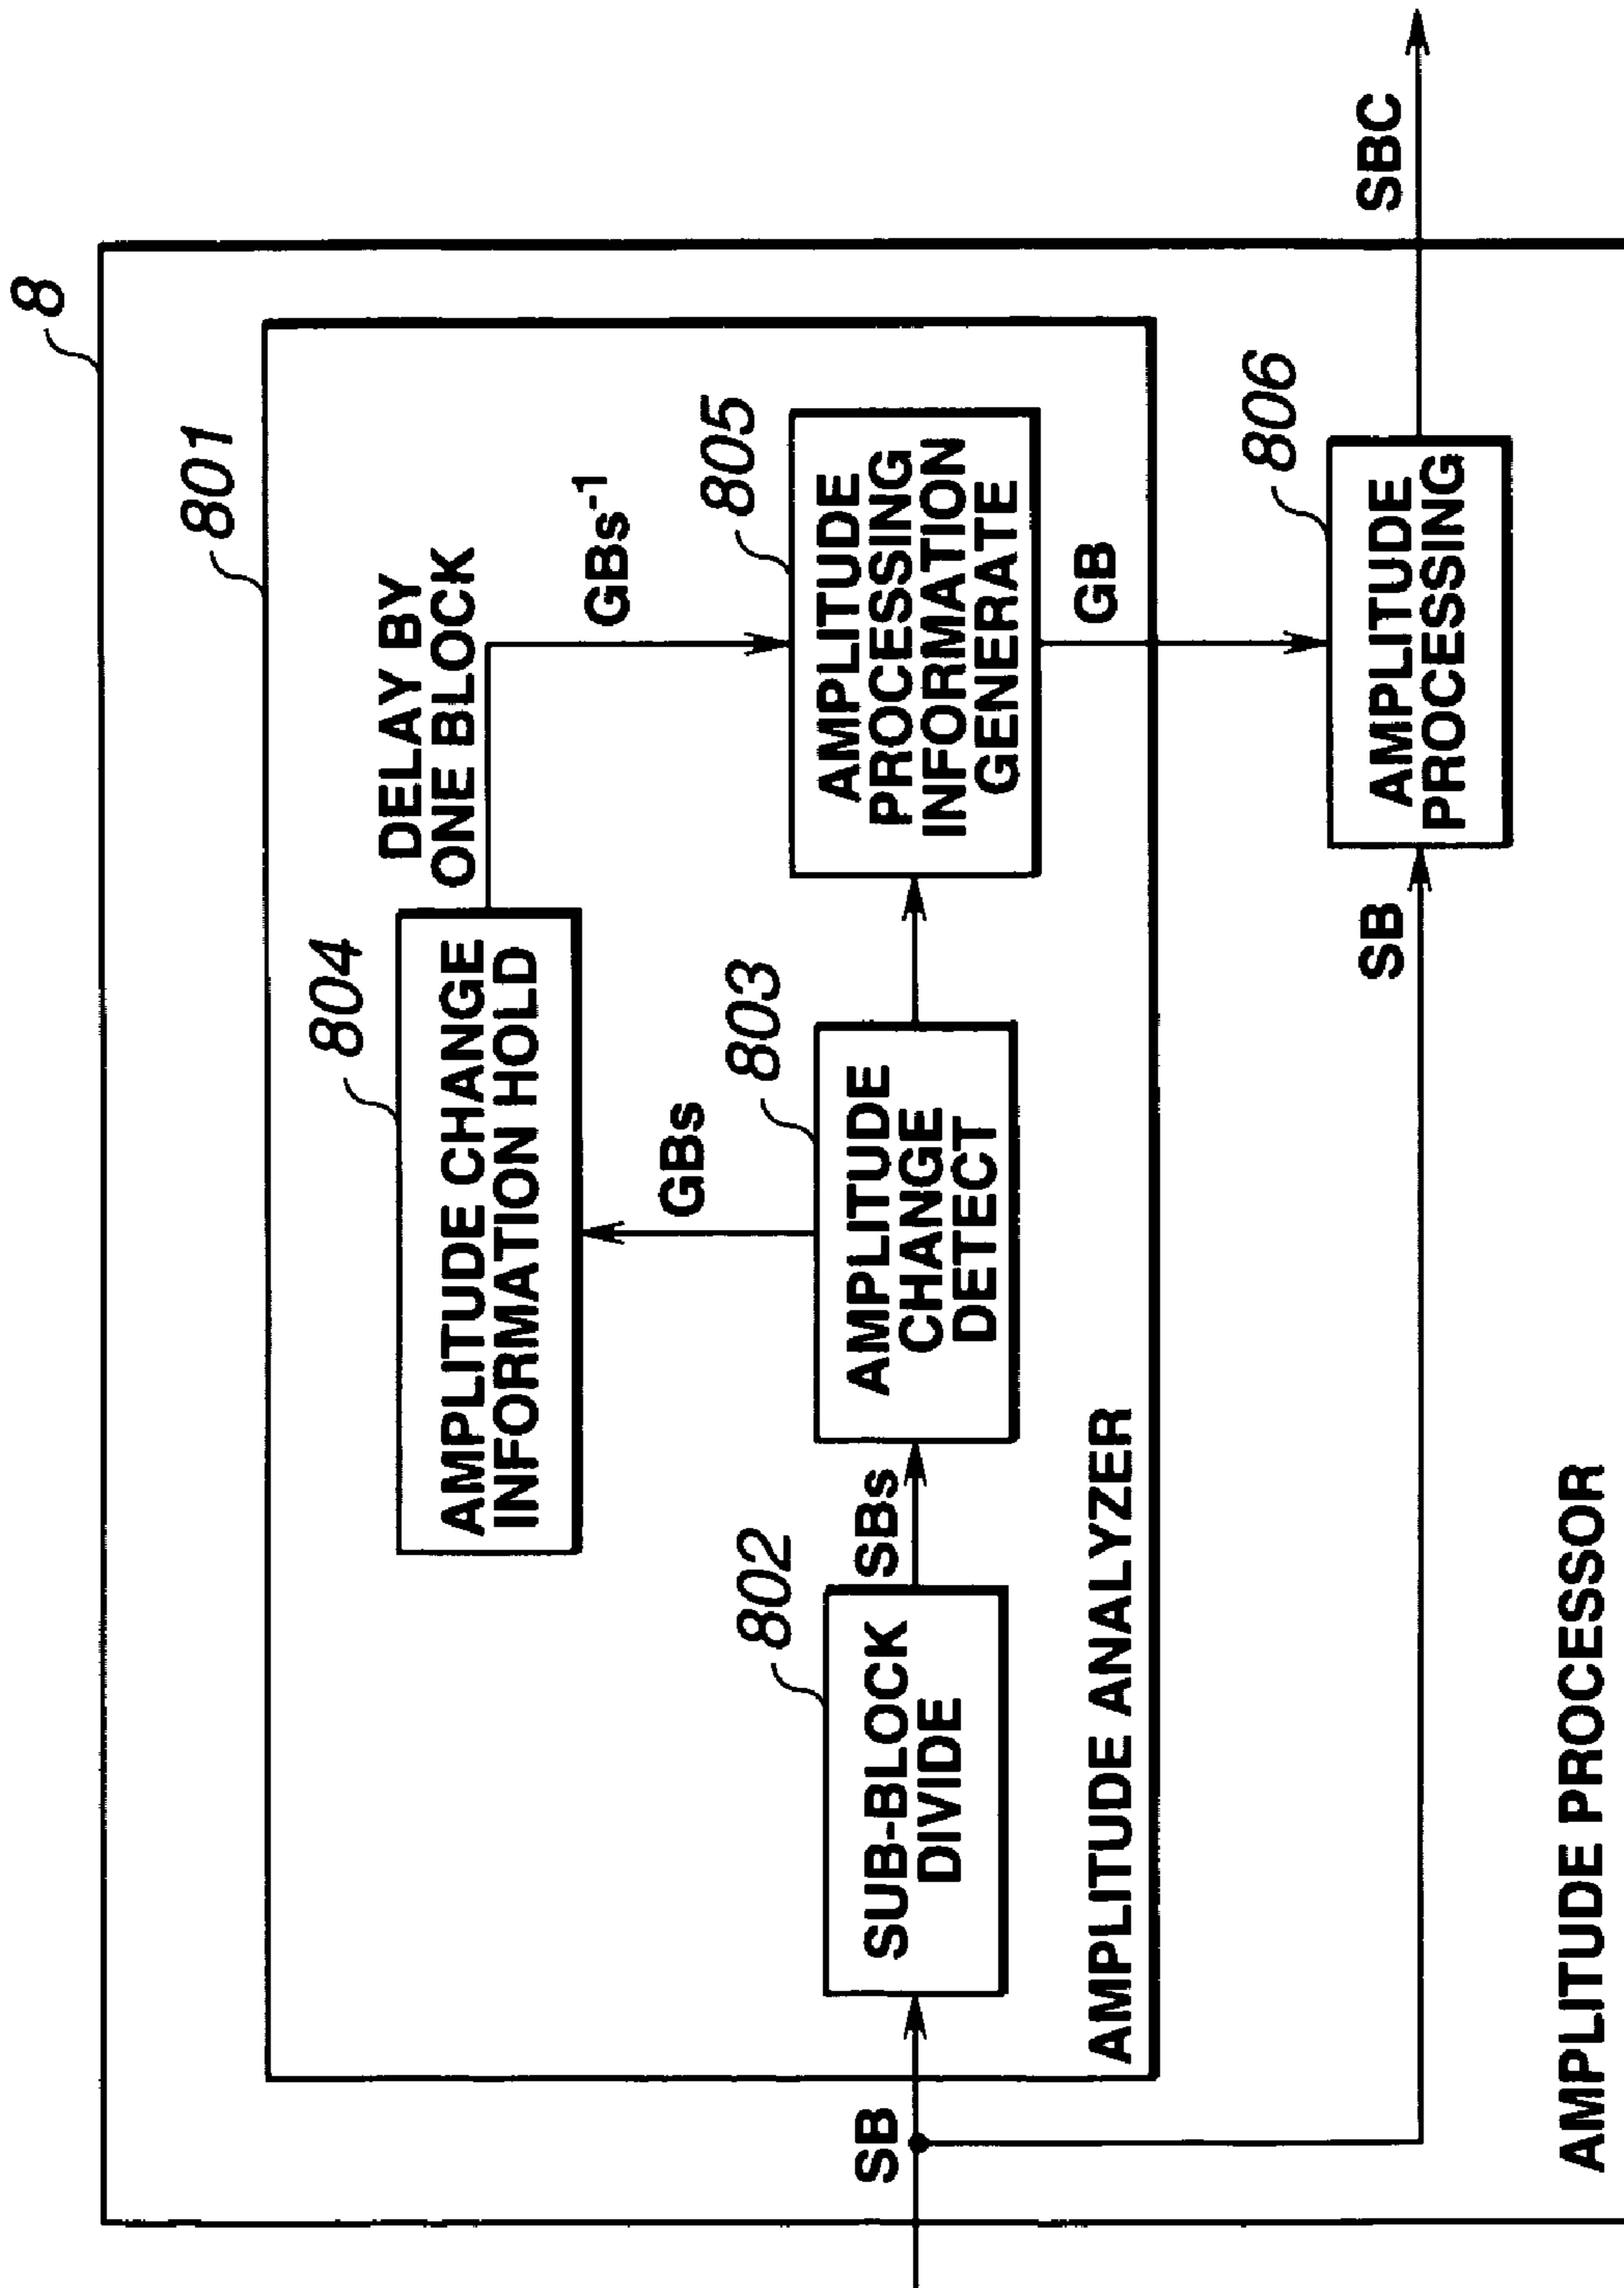 8
801
804
AMPLITUDE CHANGE
INFORMATION HOLD
DELAY BY
ONE BLOCK
GBs
GBs⁻¹
SB
802
SUB-BLOCK
DIVIDE
SBs
803
AMPLITUDE
CHANGE
DETECT
805
AMPLITUDE
PROCESSING
INFORMATION
GENERATE
AMPLITUDE ANALYZER
GB
SB
806
AMPLITUDE
PROCESSING
SBC
AMPLITUDE PROCESSOR